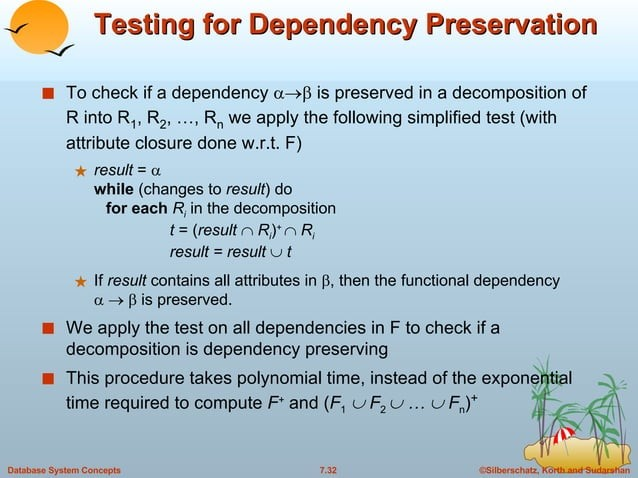 Testing for Dependency Preservation
To check if a dependency α→β is preserved in a decomposition of
R into R₁, R₂, …, Rₙ we apply the following simplified test (with
attribute closure done w.r.t. F)
result = α
while (changes to result) do
for each Rᵢ in the decomposition
t = (result ∩ Rᵢ)⁺ ∩ Rᵢ
result = result ∪ t
If result contains all attributes in β, then the functional dependency
α → β is preserved.
We apply the test on all dependencies in F to check if a
decomposition is dependency preserving
This procedure takes polynomial time, instead of the exponential
time required to compute F⁺ and (F₁ ∪ F₂ ∪ … ∪ Fₙ)⁺
Database System Concepts 7.32 ©Silberschatz, Korth and Sudarshan